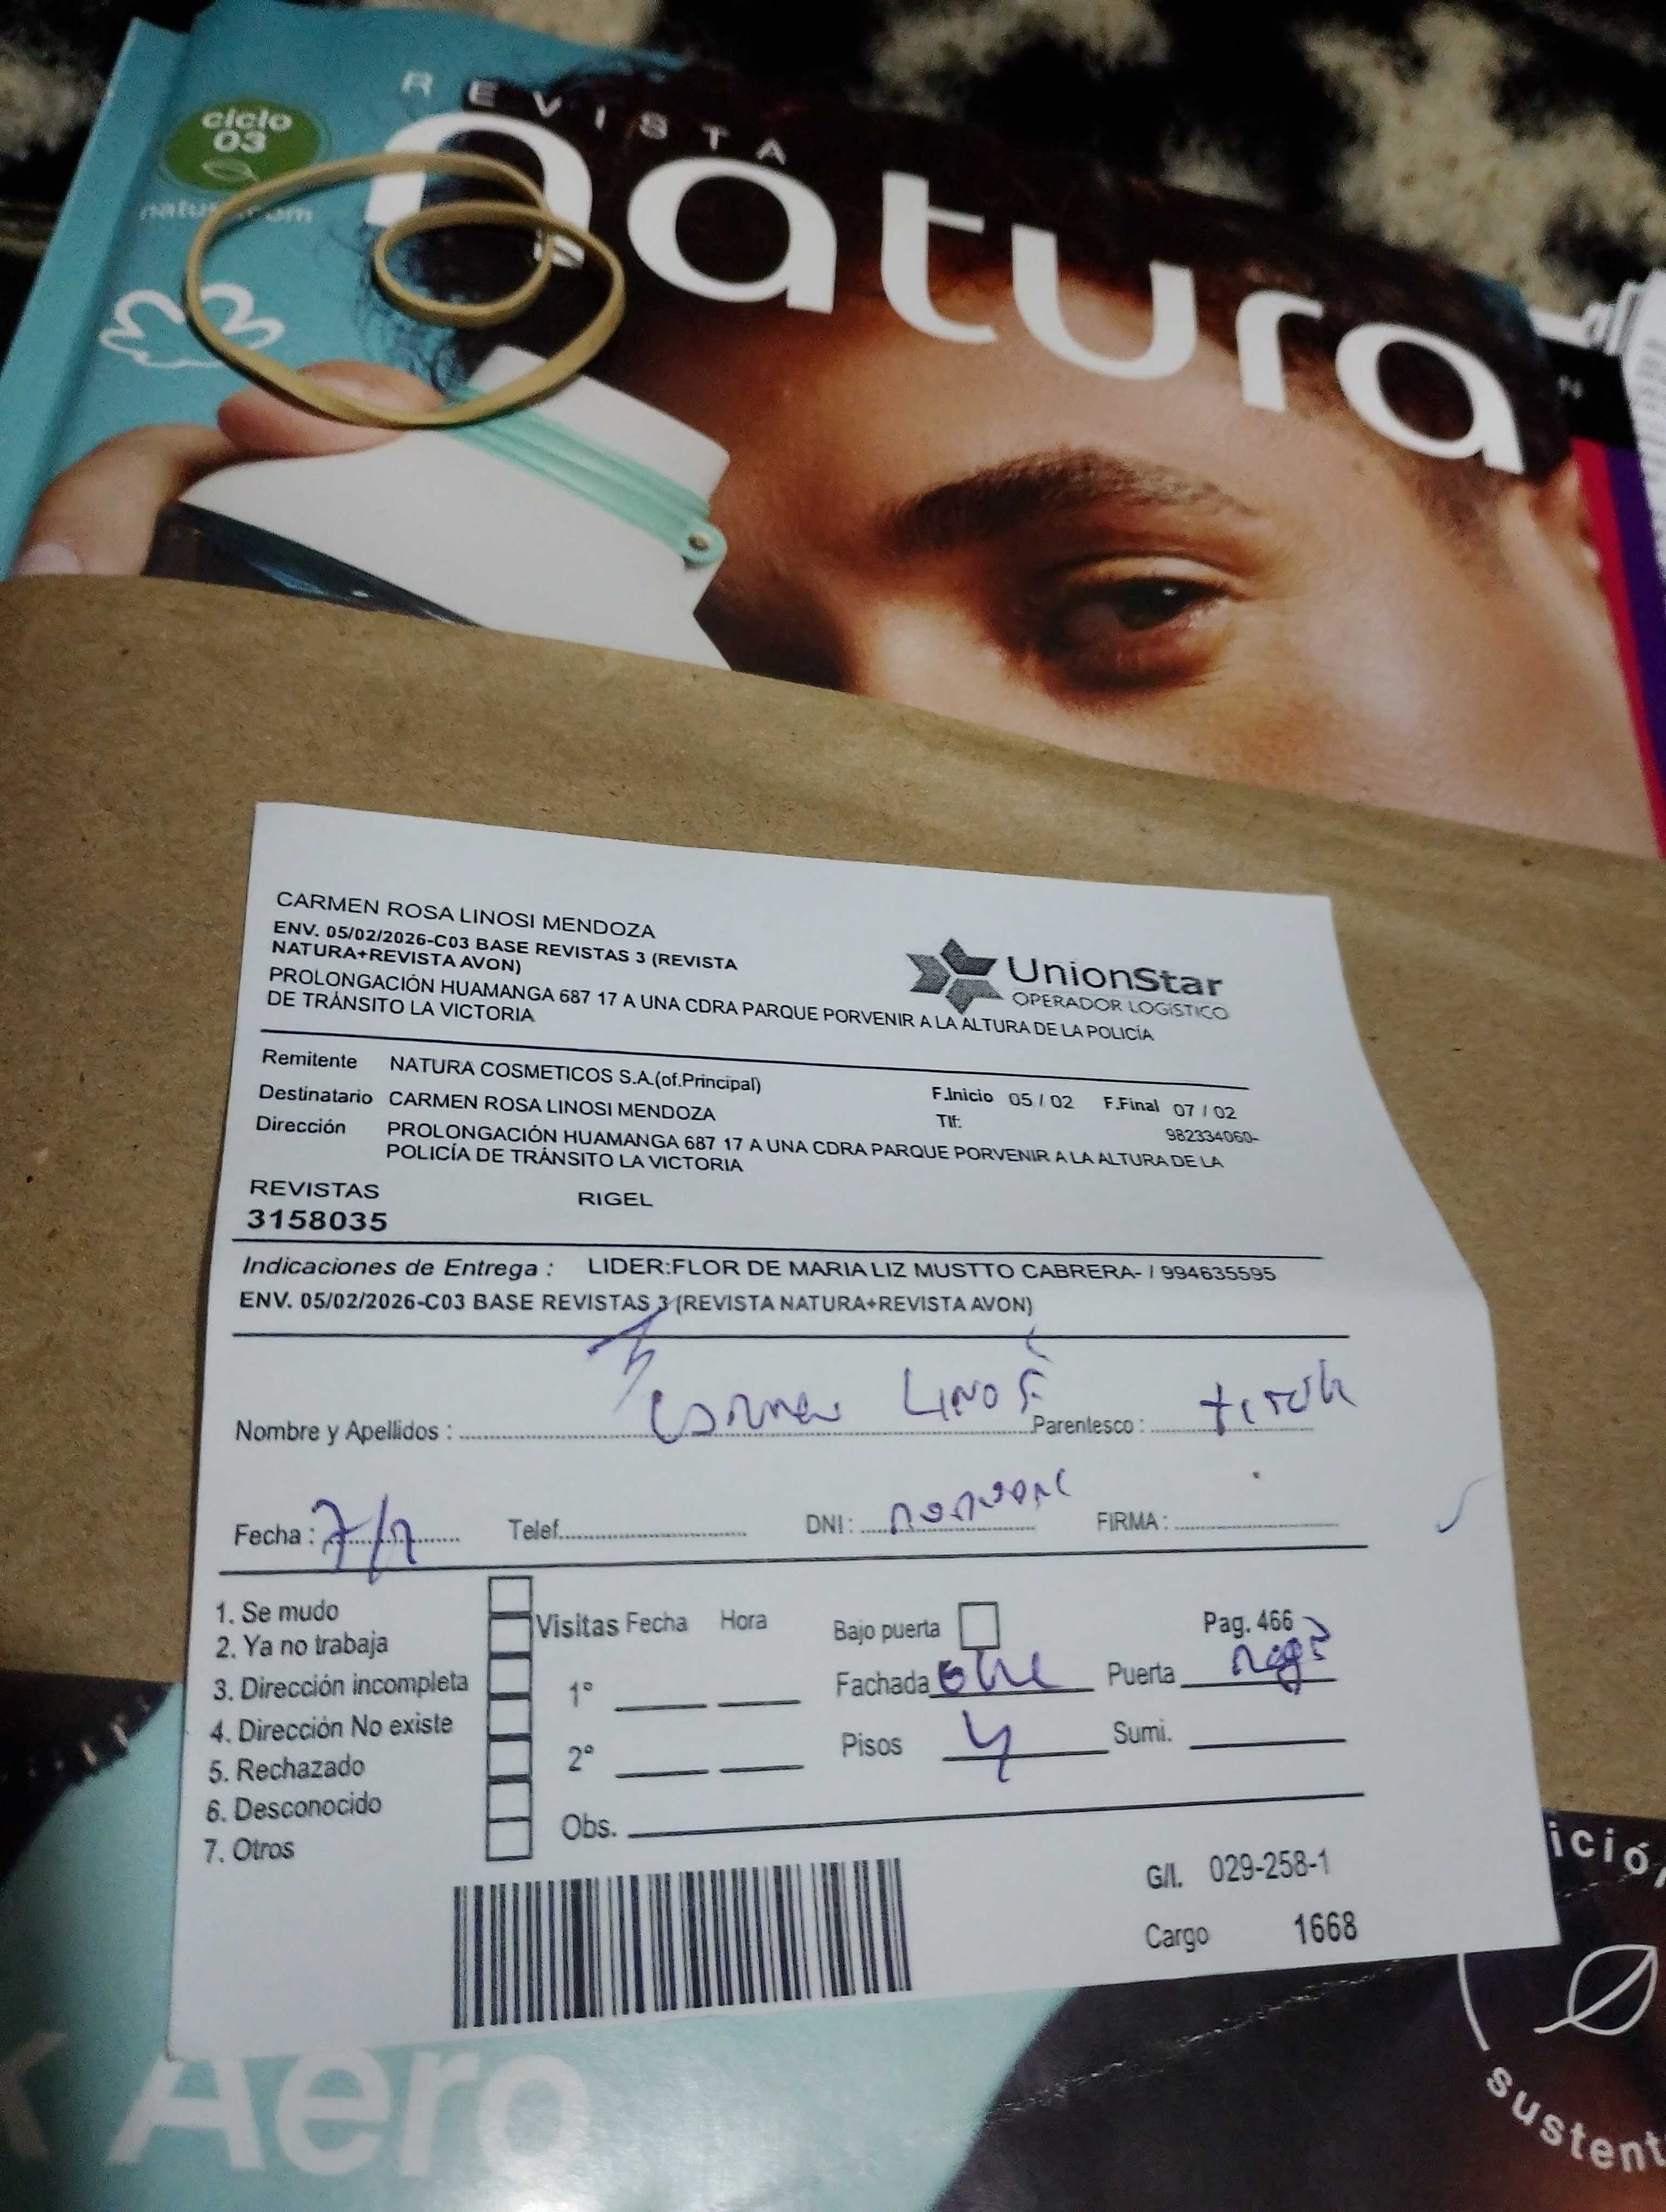 REVISTA
natura
ciclo
03
CARMEN ROSA LINOSI MENDOZA
ENV. 05/02/2026-C03 BASE REVISTAS 3 (REVISTA
NATURA+REVISTA AVON)
PROLONGACIÓN HUAMANGA 687 17 A UNA CDRA PARQUE PORVENIR A LA ALTURA DE LA POLICÍA
DE TRÁNSITO LA VICTORIA
UnionStar
OPERADOR LOGÍSTICO
Remitente NATURA COSMETICOS S.A.(of.Principal)
F.Inicio 05 / 02 F.Final 07 / 02
Destinatario CARMEN ROSA LINOSI MENDOZA
Tlf: 982334060-
Dirección PROLONGACIÓN HUAMANGA 687 17 A UNA CDRA PARQUE PORVENIR A LA ALTURA DE LA
POLICÍA DE TRÁNSITO LA VICTORIA
REVISTAS RIGEL
3158035
Indicaciones de Entrega : LIDER:FLOR DE MARIA LIZ MUSTTO CABRERA- / 994635595
ENV. 05/02/2026-C03 BASE REVISTAS 3 (REVISTA NATURA+REVISTA AVON)
Nombre y Apellidos : Carmen Linosi Parentesco :
Fecha : Telef. DNI : FIRMA :
1. Se mudo
2. Ya no trabaja
3. Dirección incompleta
4. Dirección No existe
5. Rechazado
6. Desconocido
7. Otros
Visitas Fecha Hora
1°
2°
Bajo puerta Pag. 466
Fachada Puerta
Pisos 4 Sumi.
Obs.
G/I. 029-258-1
Cargo 1668
Aero
ició
sustent